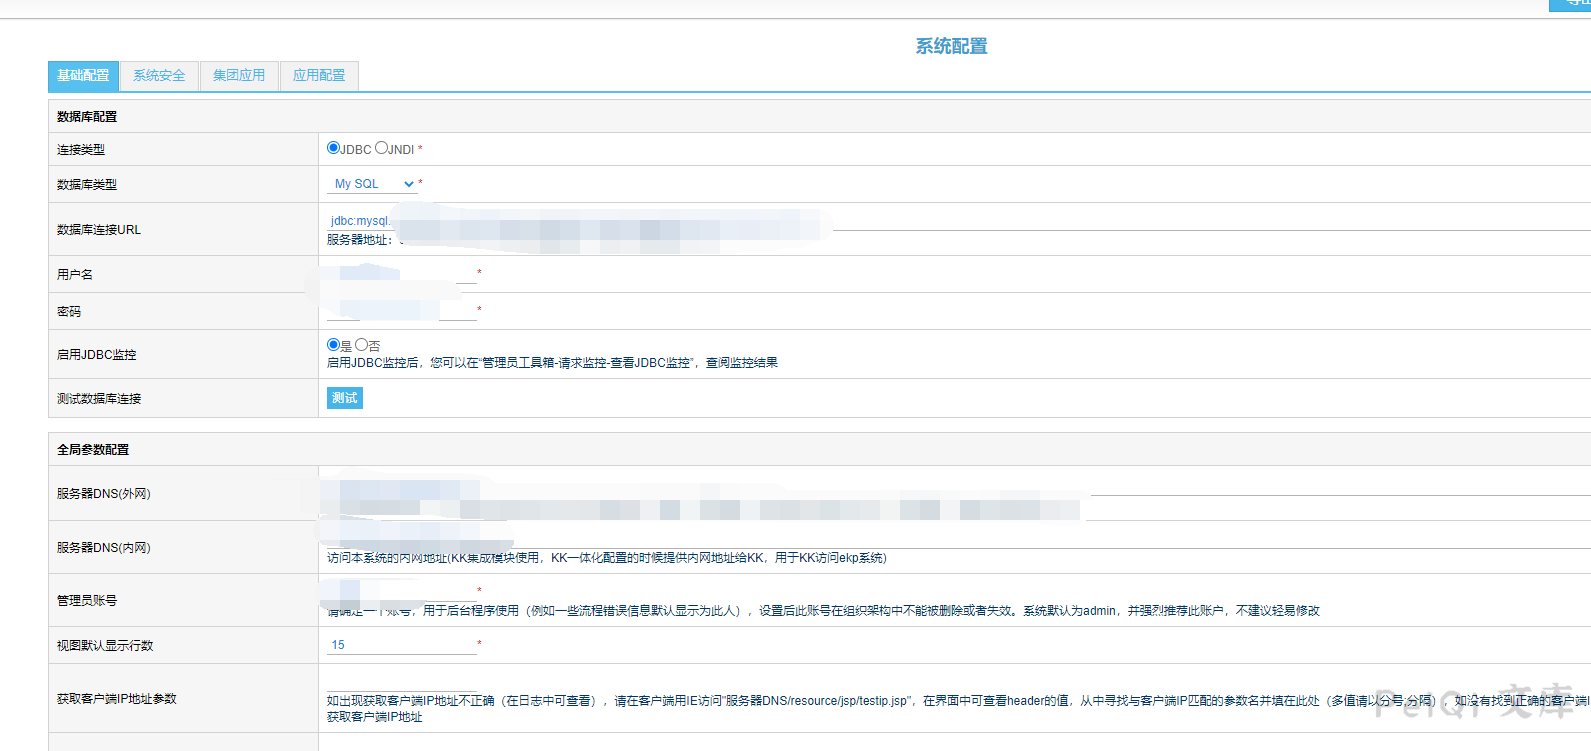 系统配置
基础配置 系统安全 集团应用 应用配置
数据库配置
连接类型 JDBC JNDI *
数据库类型 My SQL *
数据库连接URL jdbc:mysql
服务器地址：
用户名 *
密码 *
启用JDBC监控 是 否
启用JDBC监控后，您可以在“管理员工具箱-请求监控-查看JDBC监控”，查阅监控结果
测试数据库连接 测试
全局参数配置
服务器DNS(外网)
服务器DNS(内网)
访问本系统的内网地址(KK集成模块使用，KK一体化配置的时候提供内网地址给KK，用于KK访问ekp系统)
管理员账号 *
请确定一个账号，用于后台程序使用（例如一些流程错误信息默认显示为此人），设置后此账号在组织架构中不能被删除或者失效。系统默认为admin，并强烈推荐此账户，不建议轻易修改
视图默认显示行数 15 *
获取客户端IP地址参数
如出现获取客户端IP地址不正确（在日志中可查看），请在客户端用IE访问"服务器DNS/resource/jsp/testip.jsp"，在界面中可查看header的值，从中寻找与客户端IP匹配的参数名并填在此处（多值请以分号;分隔），如没有找到正确的客户端I
获取客户端IP地址
PeiQi 文库